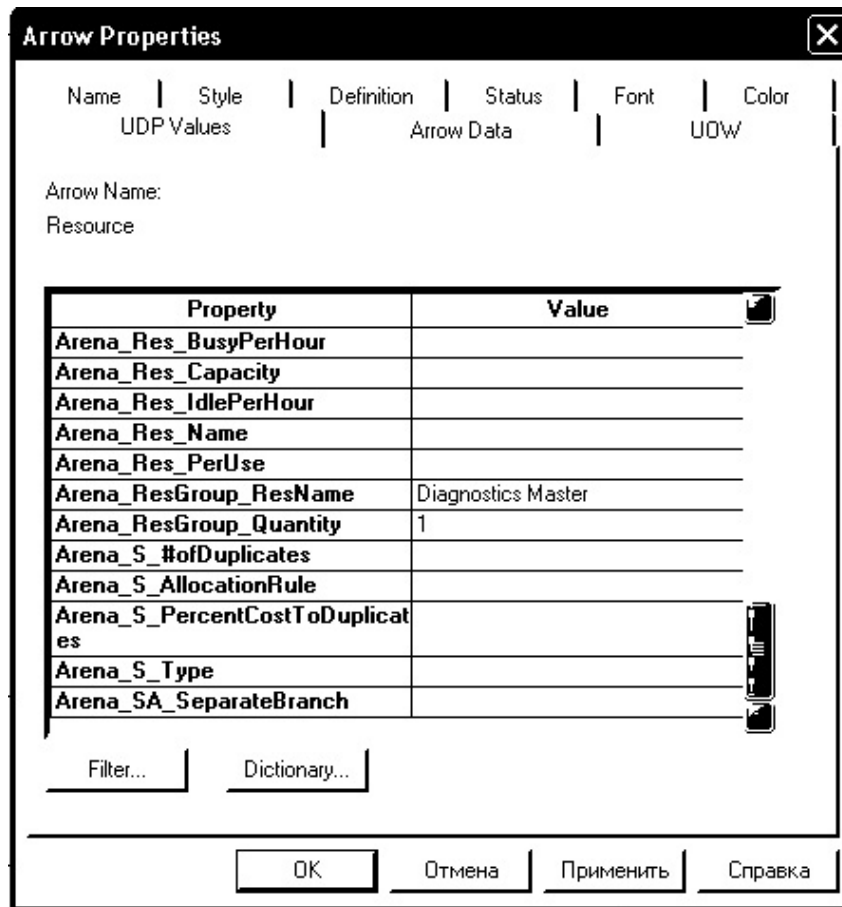 Arrow Properties
Name Style Definition Status Font Color
UDP Values Arrow Data UOW
Arrow Name:
Resource
Property Value
Arena_Res_BusyPerHour
Arena_Res_Capacity
Arena_Res_IdlePerHour
Arena_Res_Name
Arena_Res_PerUse
Arena_ResGroup_ResName Diagnostics Master
Arena_ResGroup_Quantity 1
Arena_S_#ofDuplicates
Arena_S_AllocationRule
Arena_S_PercentCostToDuplicat
es
Arena_S_Type
Arena_SA_SeparateBranch
Filter... Dictionary...
OK Отмена Применить Справка